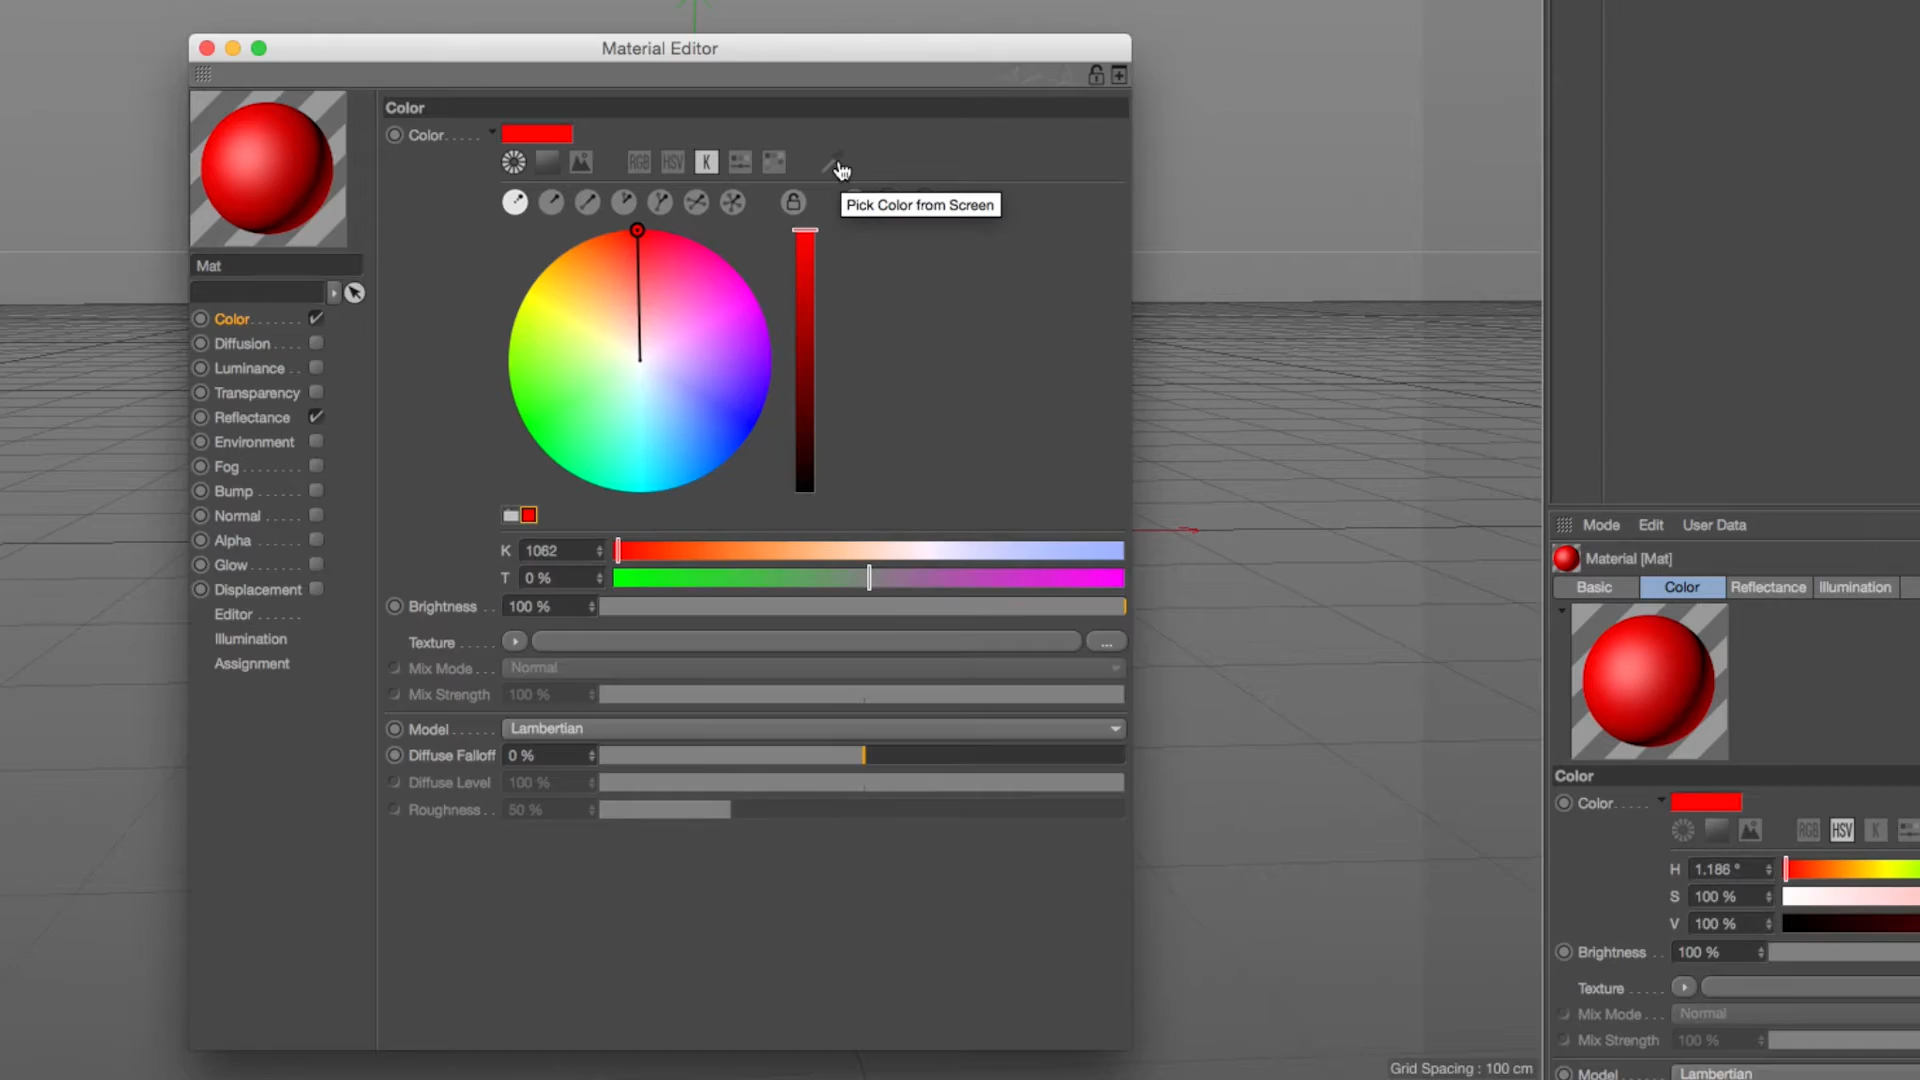 Material Editor
Color
Color
RGB HSV K
Pick Color from Screen
Mat
Color
Diffusion
Luminance
Transparency
Reflectance
Environment
Fog
Bump
Normal
Alpha
Glow
Displacement
Editor
Illumination
Assignment
K 1062
T 0 %
Brightness 100 %
Texture ...
Mix Mode Normal
Mix Strength 100 %
Model Lambertian
Diffuse Falloff 0 %
Diffuse Level 100 %
Roughness 50 %
Mode Edit User Data
Material [Mat]
Basic Color Reflectance Illumination
Color
Color
RGB HSV K
H 1.186 °
S 100 %
V 100 %
Brightness 100 %
Texture
Mix Mode Normal
Mix Strength 100 %
Model Lambertian
Grid Spacing : 100 cm